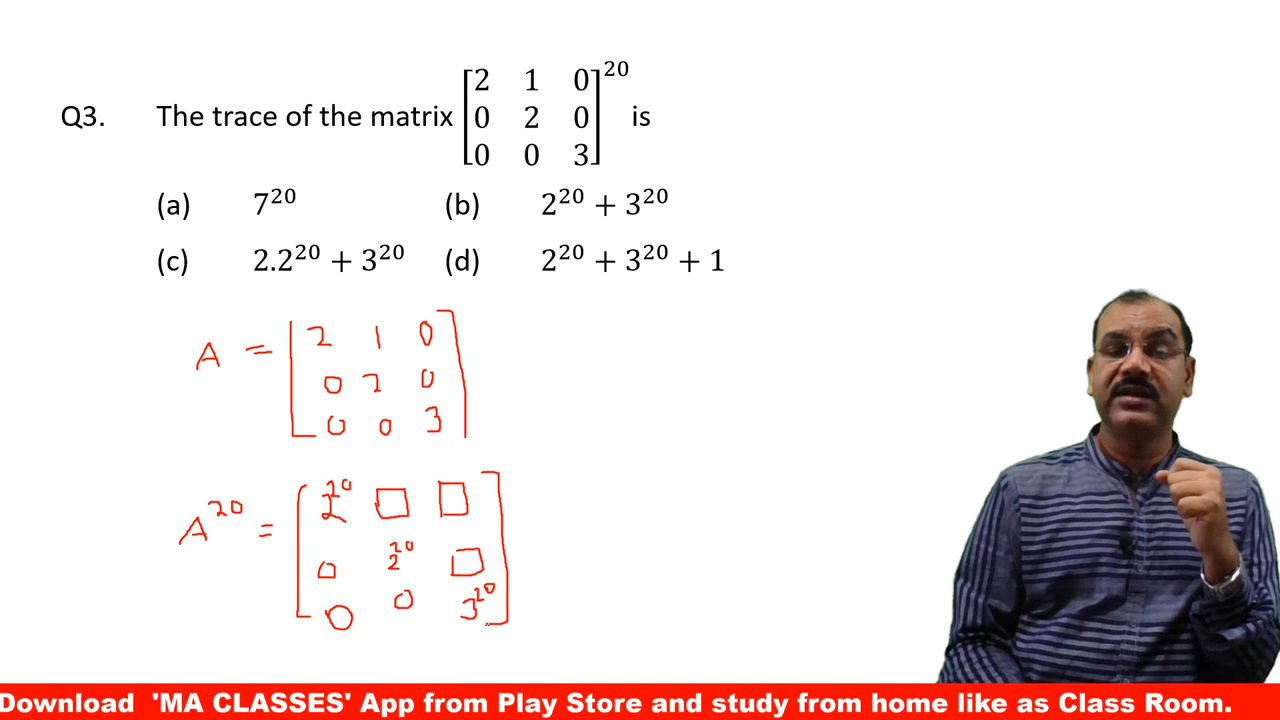 Q3. The trace of the matrix [2 1 0; 0 2 0; 0 0 3]^20 is
(a) 7^20 (b) 2^20 + 3^20
(c) 2.2^20 + 3^20 (d) 2^20 + 3^20 + 1
A = [2 1 0
0 2 0
0 0 3]
A^20 = [2^20 □ □
0 2^20 □
0 0 3^20]
Download 'MA CLASSES' App from Play Store and study from home like as Class Room.